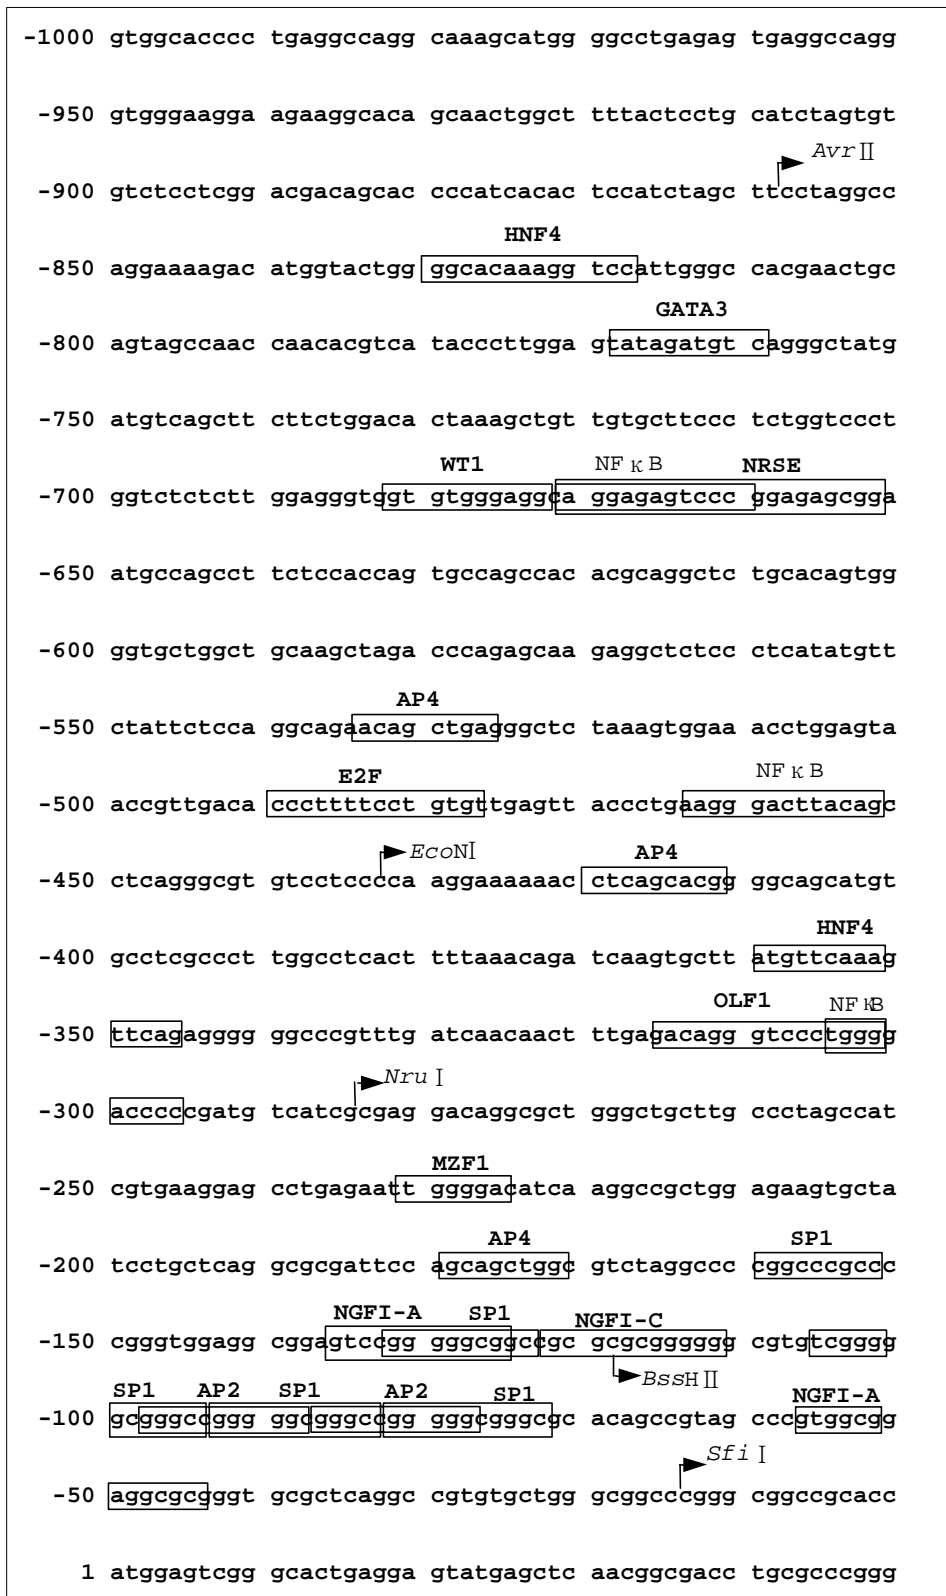 -1000 gtggcacccc tgaggccagg caaagcatgg ggcctgagag tgaggccagg
-950 gtgggaagga agaaggcaca gcaactggct tttactcctg catctagtgt
AvrⅡ
-900 gtctcctcgg acgacagcac cccatcacac tccatctagc ttcctaggcc
HNF4
-850 aggaaaagac atggtactgg ggcacaaagg tccattgggc cacgaactgc
GATA3
-800 agtagccaac caacacgtca tacccttgga gtatagatgt cagggctatg
-750 atgtcagctt cttctggaca ctaaagctgt tgtgcttccc tctggtccct
WT1 NFκB NRSE
-700 ggtctctctt ggagggtggt gtgggaggca ggagagtccc ggagagcgga
-650 atgccagcct tctccaccag tgccagccac acgcaggctc tgcacagtgg
-600 ggtgctggct gcaagctaga cccagagcaa gaggctctcc ctcatatgtt
AP4
-550 ctattctcca ggcagaacag ctgagggctc taaagtggaa acctggagta
E2F NFκB
-500 accgttgaca cccttttcct gtgttgagtt accctgaagg gacttacagc
EcoNⅠ AP4
-450 ctcagggcgt gtcctcccca aggaaaaaac ctcagcacgg ggcagcatgt
HNF4
-400 gcctcgccct tggcctcact tttaaacaga tcaagtgctt atgttcaaag
OLF1 NFκB
-350 ttcagagggg ggcccgtttg atcaacaact ttgagacagg gtccctgggg
NruⅠ
-300 acccccgatg tcatcgcgag gacaggcgct gggctgcttg ccctagccat
MZF1
-250 cgtgaaggag cctgagaatt ggggacatca aggccgctgg agaagtgcta
AP4 SP1
-200 tcctgctcag gcgcgattcc agcagctggc gtctaggccc cggcccgccc
NGFI-A SP1 NGFI-C
-150 cgggtggagg cggagtccgg gggcggccgc gcgcgggggg cgtgtcgggg
BssHⅡ
SP1 AP2 SP1 AP2 SP1 NGFI-A
-100 gcgggccggg ggcgggccgg gggcgggcgc acagccgtag cccgtggcgg
SfiⅠ
-50 aggcgcgggt gcgctcaggc cgtgtgctgg gcggcccggg cggccgcacc
1 atggagtcgg gcactgagga gtatgagctc aacggcgacc tgcgcccggg